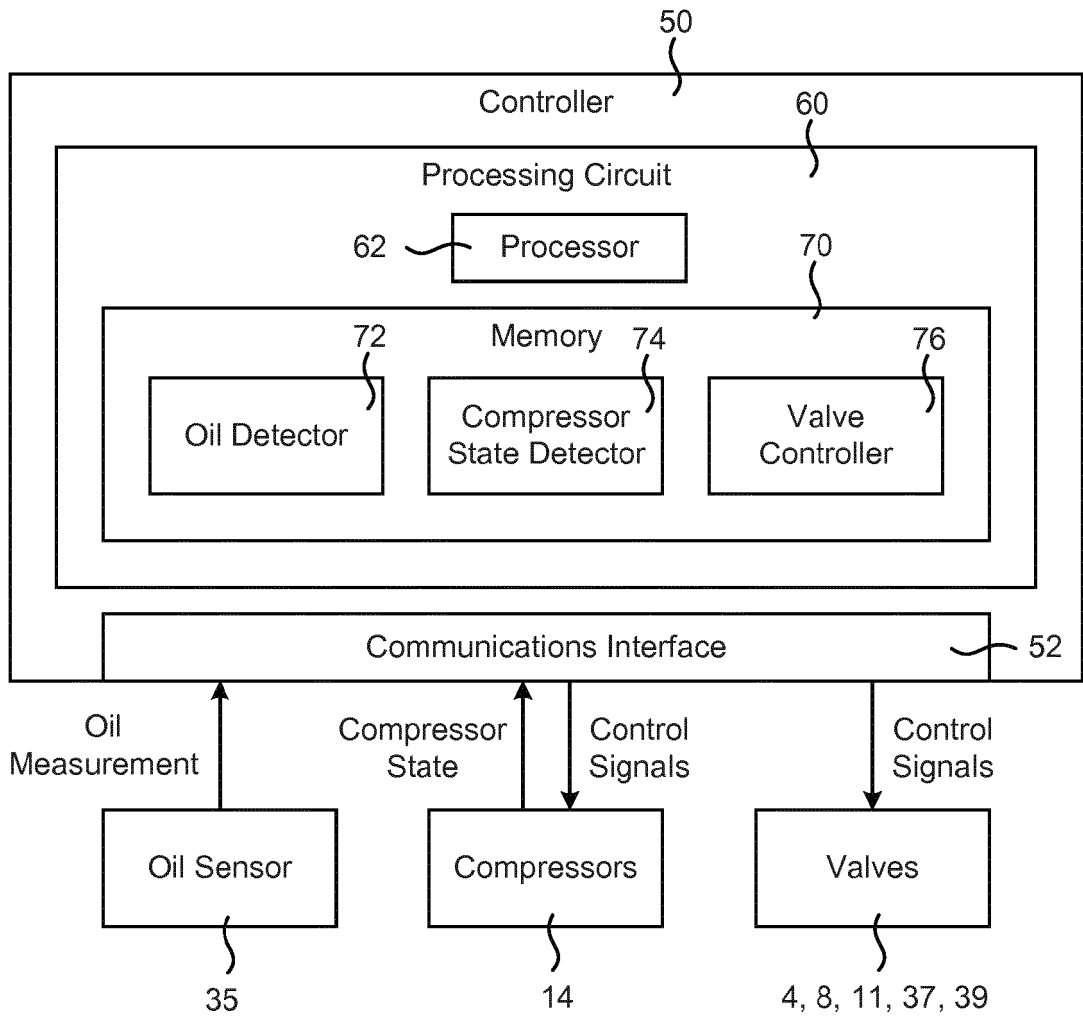 50
Controller
60
Processing Circuit
62
Processor
70
Memory
72
74
76
Oil Detector
Compressor
State Detector
Valve
Controller
Communications Interface
52
Oil
Measurement
Compressor
State
Control
Signals
Control
Signals
Oil Sensor
Compressors
Valves
35
14
4, 8, 11, 37, 39